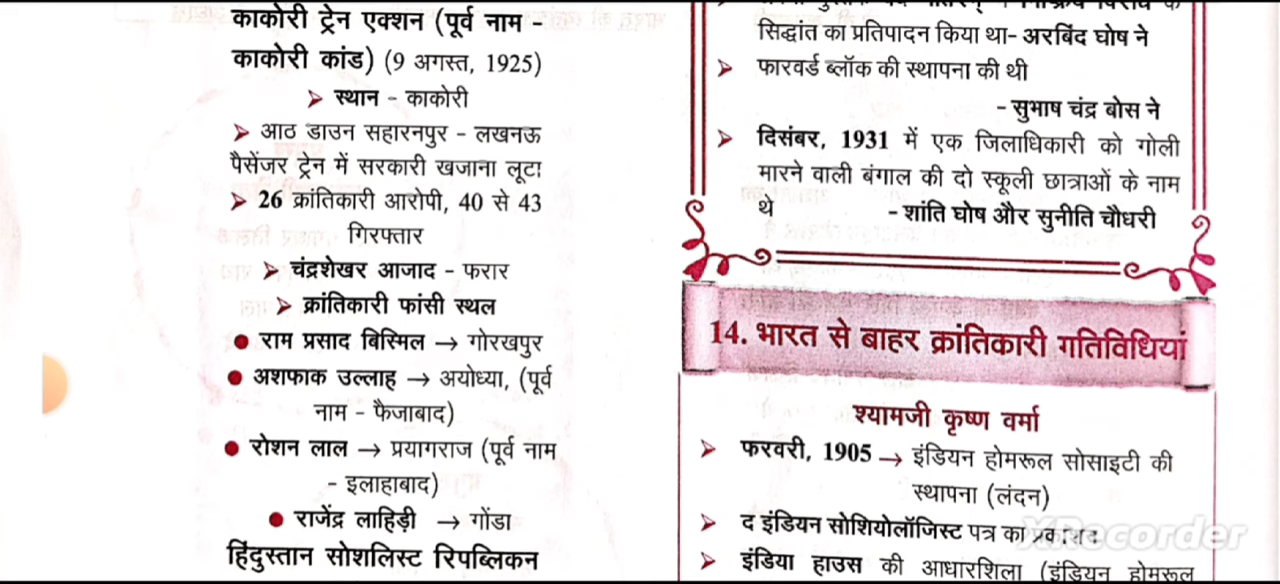 काकोरी ट्रेन एक्शन (पूर्व नाम -
काकोरी कांड) (9 अगस्त, 1925)
➤ स्थान - काकोरी
➤ आठ डाउन सहारनपुर - लखनऊ
पैसेंजर ट्रेन में सरकारी खजाना लूटा
➤ 26 क्रांतिकारी आरोपी, 40 से 43
गिरफ्तार
➤ चंद्रशेखर आजाद - फरार
➤ क्रांतिकारी फांसी स्थल
● राम प्रसाद बिस्मिल → गोरखपुर
● अशफाक उल्लाह → अयोध्या, (पूर्व
नाम - फैजाबाद)
● रोशन लाल → प्रयागराज (पूर्व नाम
- इलाहाबाद)
● राजेंद्र लाहिड़ी → गोंडा
हिंदुस्तान सोशलिस्ट रिपब्लिकन
सिद्धांत का प्रतिपादन किया था- अरबिंद घोष ने
➤ फारवर्ड ब्लॉक की स्थापना की थी
- सुभाष चंद्र बोस ने
➤ दिसंबर, 1931 में एक जिलाधिकारी को गोली
मारने वाली बंगाल की दो स्कूली छात्राओं के नाम
थे - शांति घोष और सुनीति चौधरी
14. भारत से बाहर क्रांतिकारी गतिविधियां
श्यामजी कृष्ण वर्मा
➤ फरवरी, 1905 → इंडियन होमरूल सोसाइटी की
स्थापना (लंदन)
➤ द इंडियन सोशियोलॉजिस्ट पत्र का
➤ इंडिया हाउस की आधारशिला (इंडियन होमरूल
XRecorder